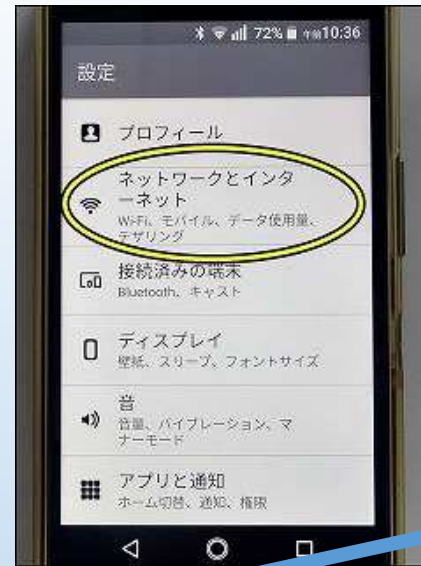 72% 午前10:36
設定
プロフィール
ネットワークとインタ
ーネット
Wi-Fi、モバイル、データ使用量、
テザリング
接続済みの端末
Bluetooth、キャスト
ディスプレイ
壁紙、スリープ、フォントサイズ
音
音量、バイブレーション、マ
ナーモード
アプリと通知
ホーム切替、通知、権限